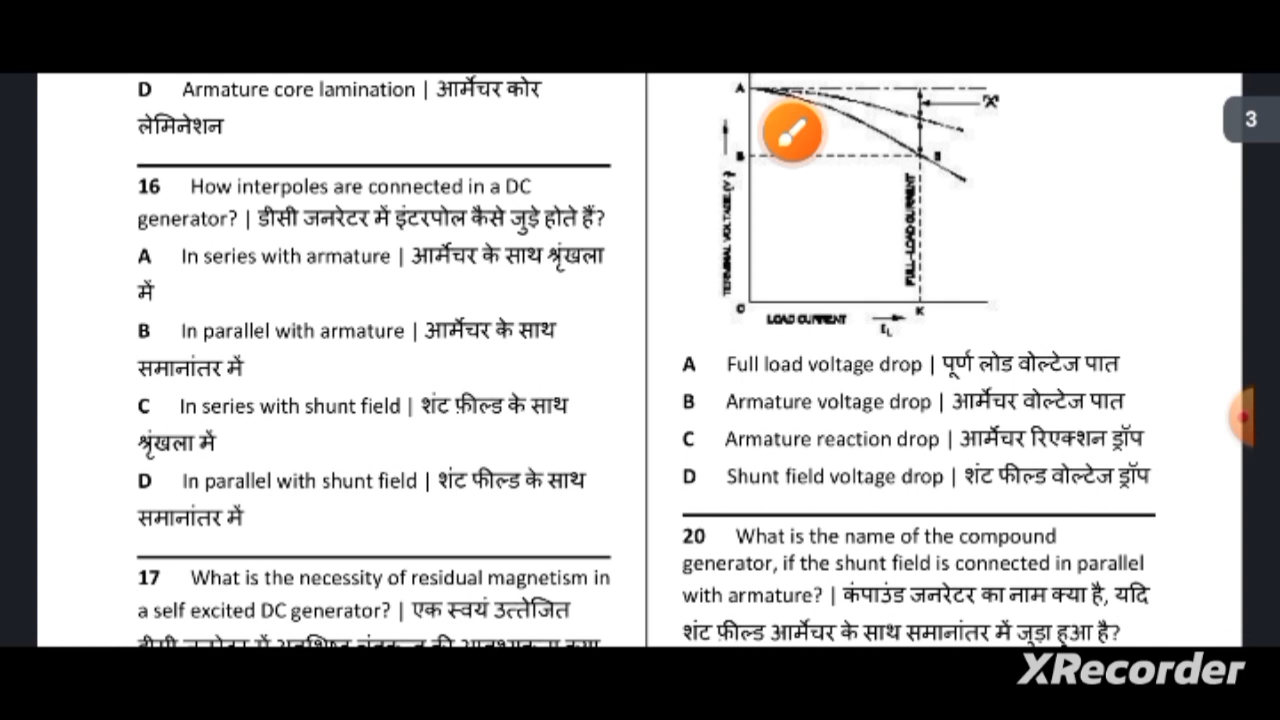 D Armature core lamination | आर्मेचर कोर
लेमिनेशन
16 How interpoles are connected in a DC
generator? | डीसी जनरेटर में इंटरपोल कैसे जुड़े होते हैं?
A In series with armature | आर्मेचर के साथ श्रृंखला
में
B In parallel with armature | आर्मेचर के साथ
समानांतर में
C In series with shunt field | शंट फ़ील्ड के साथ
श्रृंखला में
D In parallel with shunt field | शंट फील्ड के साथ
समानांतर में
17 What is the necessity of residual magnetism in
a self excited DC generator? | एक स्वयं उत्तेजित
A
'X'
B
TERMINAL VOLTAGE
FULL-LOAD CURRENT
O
K
LOAD CURRENT
IL
A Full load voltage drop | पूर्ण लोड वोल्टेज पात
B Armature voltage drop | आर्मेचर वोल्टेज पात
C Armature reaction drop | आर्मेचर रिएक्शन ड्रॉप
D Shunt field voltage drop | शंट फील्ड वोल्टेज ड्रॉप
20 What is the name of the compound
generator, if the shunt field is connected in parallel
with armature? | कंपाउंड जनरेटर का नाम क्या है, यदि
शंट फ़ील्ड आर्मेचर के साथ समानांतर में जुड़ा हुआ है?
3
XRecorder